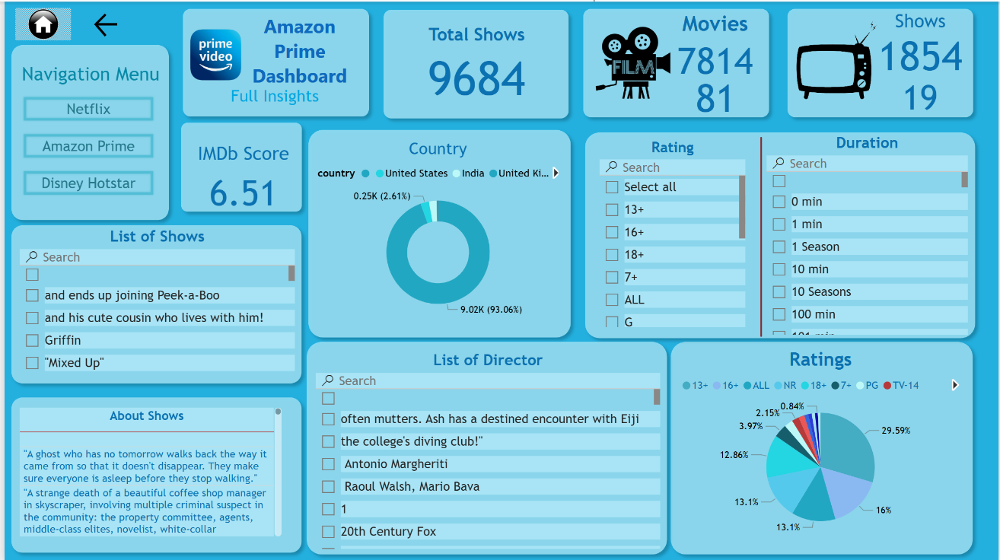 prime
video
Amazon
Prime
Dashboard
Full Insights
Total Shows
9684
FILM
Movies
7814
81
Shows
1854
19
Navigation Menu
Netflix
Amazon Prime
Disney Hotstar
IMDb Score
6.51
Country
country United States India United Ki...
0.25K (2.61%)
9.02K (93.06%)
Rating
Search
Select all
13+
16+
18+
7+
ALL
G
Duration
Search
0 min
1 min
1 Season
10 min
10 Seasons
100 min
List of Shows
Search
and ends up joining Peek-a-Boo
and his cute cousin who lives with him!
Griffin
"Mixed Up"
About Shows
"A ghost who has no tomorrow walks back the way it
came from so that it doesn't disappear. They make
sure everyone is asleep before they stop walking."
"A strange death of a beautiful coffee shop manager
in skyscraper, involving multiple criminal suspect in
the community: the property committee, agents,
middle-class elites, novelist, white-collar
List of Director
Search
often mutters. Ash has a destined encounter with Eiji
the college's diving club!"
Antonio Margheriti
Raoul Walsh, Mario Bava
1
20th Century Fox
Ratings
13+ 16+ ALL NR 18+ 7+ PG TV-14
0.84%
2.15%
3.97%
12.86%
13.1%
13.1%
16%
29.59%